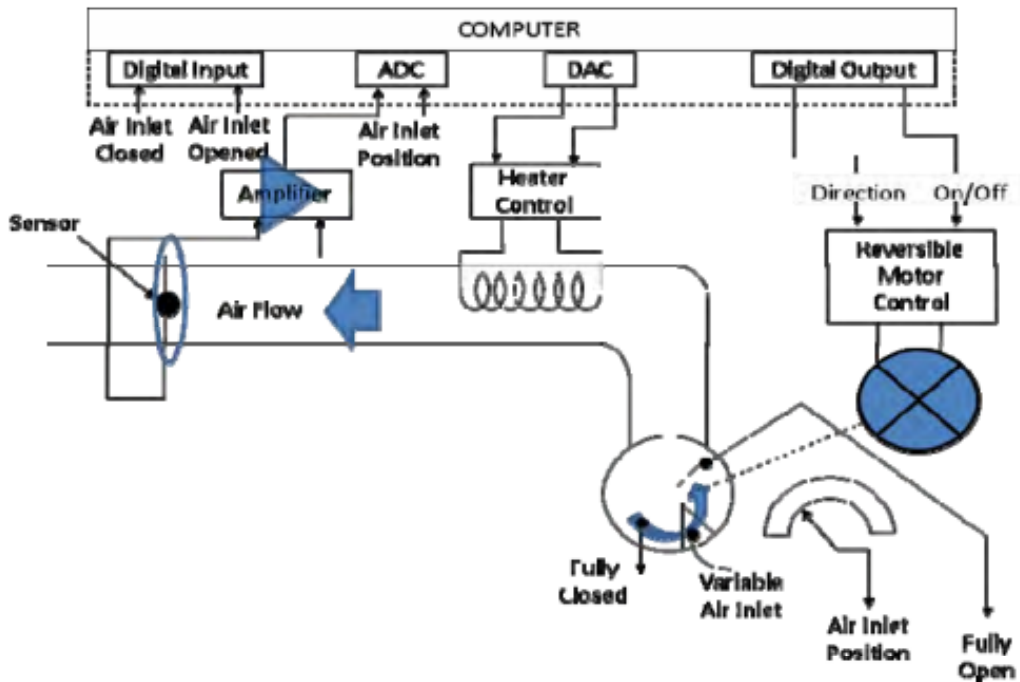 COMPUTER
Digital Input
ADC
DAC
Digital Output
Air Inlet
Closed
Air Inlet
Opened
Air Inlet
Position
Amplifier
Heater
Control
Direction
On/Off
Sensor
Reversible
Motor
Control
Air Flow
Fully
Closed
Variable
Air Inlet
Air Inlet
Position
Fully
Open